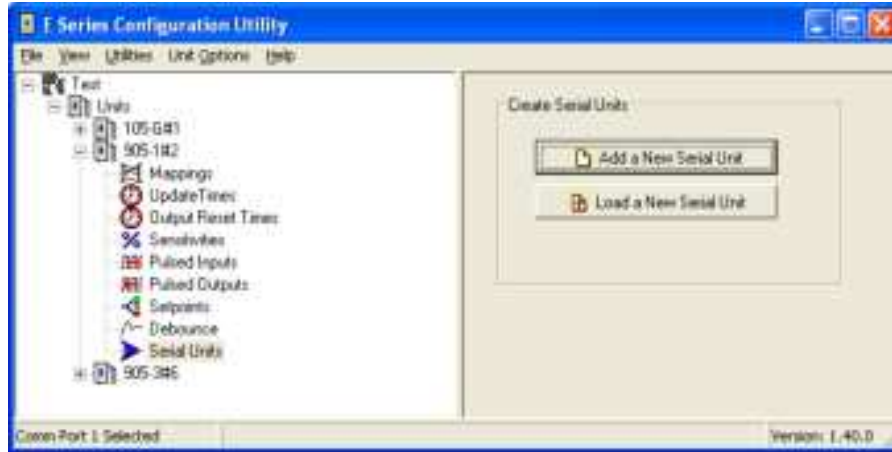 E Series Configuration Utility
File View Utilities Unit Options Help
Test
Units
105-G#1
905-1#2
Mappings
UpdateTimes
Output Reset Times
Sensitivities
Pulsed Inputs
Pulsed Outputs
Setpoints
Debounce
Serial Units
905-3#6
Create Serial Units
Add a New Serial Unit
Load a New Serial Unit
Comm Port 1 Selected
Version: 1.40.0